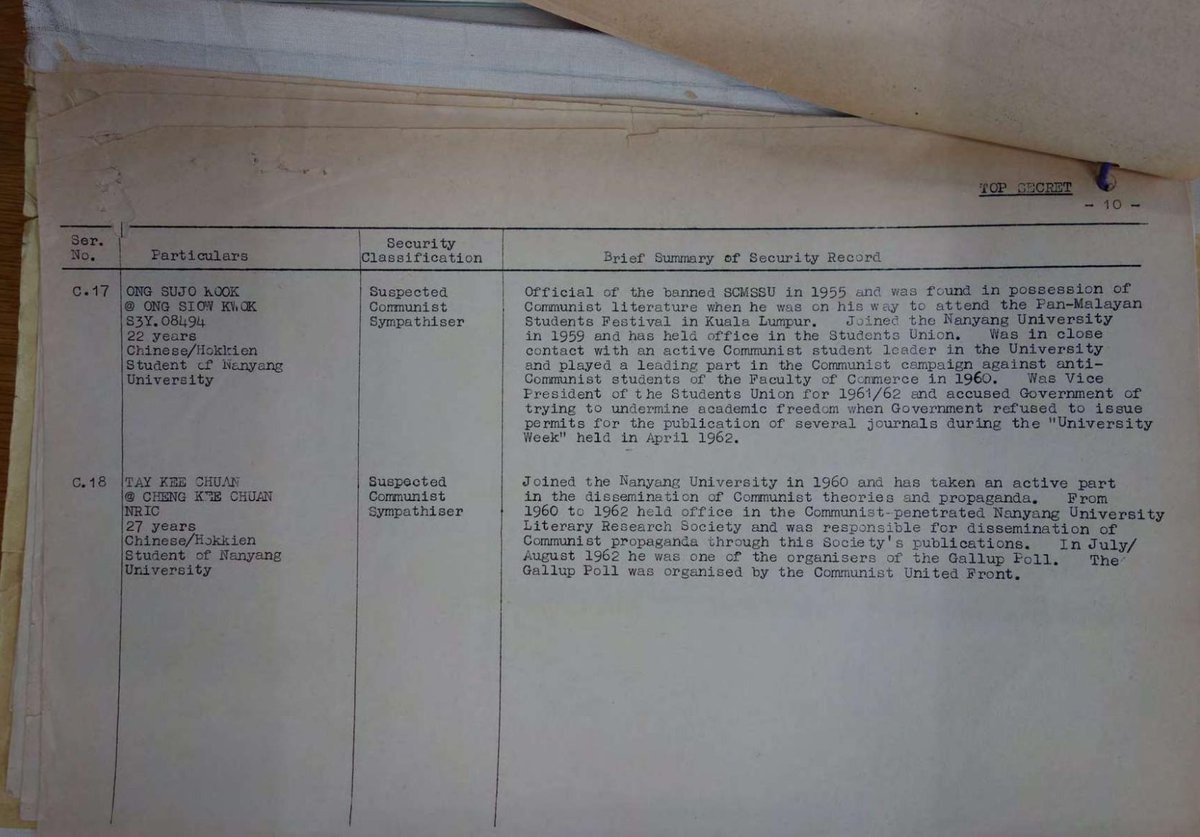 TOP SECRET
- 10 -
Ser.
No.
Particulars
Security
Classification
Brief Summary of Security Record
C.17
ONG SUJO KOOK
@ ONG SIOW KWOK
S3Y.08494
22 years
Chinese/Hokkien
Student of Nanyang
University
Suspected
Communist
Sympathiser
Official of the banned SCMSSU in 1955 and was found in possession of
Communist literature when he was on his way to attend the Pan-Malayan
Students Festival in Kuala Lumpur. Joined the Nanyang University
in 1959 and has held office in the Students Union. Was in close
contact with an active Communist student leader in the University
and played a leading part in the Communist campaign against anti-
Communist students of the Faculty of Commerce in 1960. Was Vice
President of the Students Union for 1961/62 and accused Government of
trying to undermine academic freedom when Government refused to issue
permits for the publication of several journals during the "University
Week" held in April 1962.
C.18
TAY KEE CHUAN
@ CHENG KEE CHUAN
NRIC
27 years
Chinese/Hokkien
Student of Nanyang
University
Suspected
Communist
Sympathiser
Joined the Nanyang University in 1960 and has taken an active part
in the dissemination of Communist theories and propaganda. From
1960 to 1962 held office in the Communist-penetrated Nanyang University
Literary Research Society and was responsible for dissemination of
Communist propaganda through this Society's publications. In July/
August 1962 he was one of the organisers of the Gallup Poll. The
Gallup Poll was organised by the Communist United Front.